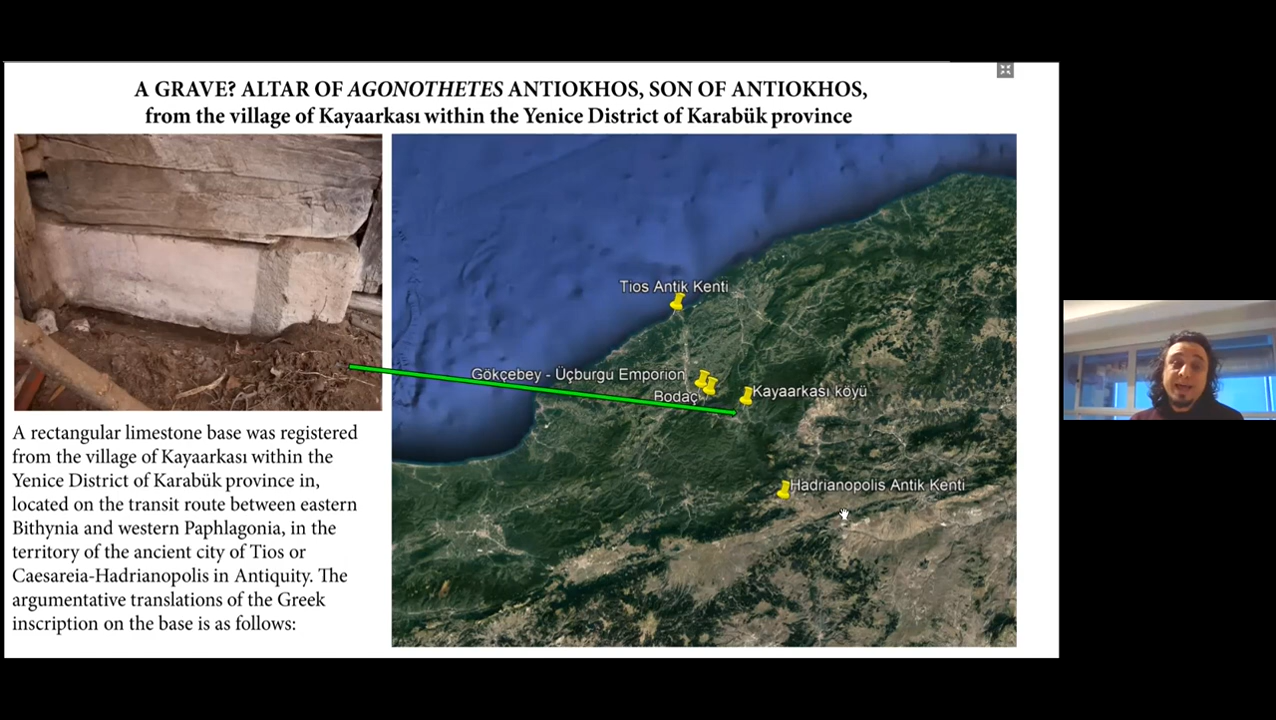 A GRAVE? ALTAR OF AGONOTHETES ANTIOKHOS, SON OF ANTIOKHOS,
from the village of Kayaarkası within the Yenice District of Karabük province
Tios Antik Kenti
Gökçebey - Üçburgu Emporion
Bodaç
Kayaarkası köyü
Hadrianopolis Antik Kenti
A rectangular limestone base was registered
from the village of Kayaarkası within the
Yenice District of Karabük province in,
located on the transit route between eastern
Bithynia and western Paphlagonia, in the
territory of the ancient city of Tios or
Caesareia-Hadrianopolis in Antiquity. The
argumentative translations of the Greek
inscription on the base is as follows: